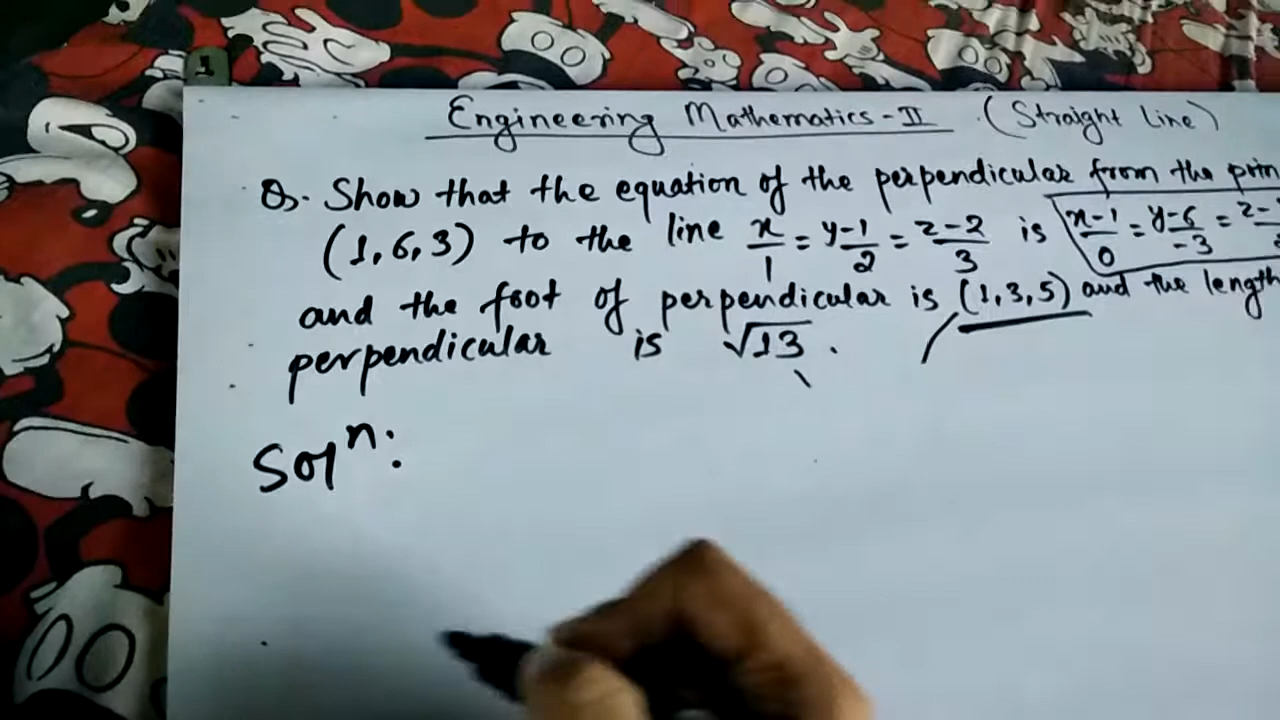 1
Engineering Mathematics-II (Straight Line)
Q. Show that the equation of the perpendicular from the
(1,6,3) to the line x/1 = y-1/2 = z-2/3 is x-1/0 = y-6/-3 =
and the foot of perpendicular is (1,3,5) and the length
perpendicular is √13.
Solⁿ: